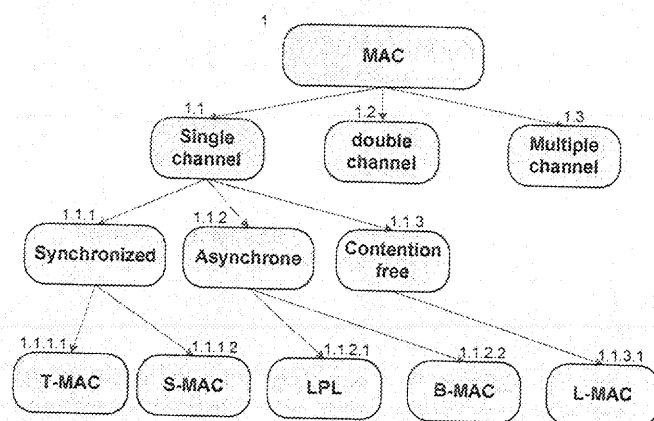 1
MAC
1.1
1.2
1.3
Single
channel
double
channel
Multiple
channel
1.1.1
1.1.2
1.1.3
Synchronized
Asynchrone
Contention
free
1.1.1.1
1.1.1.2
1.1.2.1
1.1.2.2
1.1.3.1
T-MAC
S-MAC
LPL
B-MAC
L-MAC